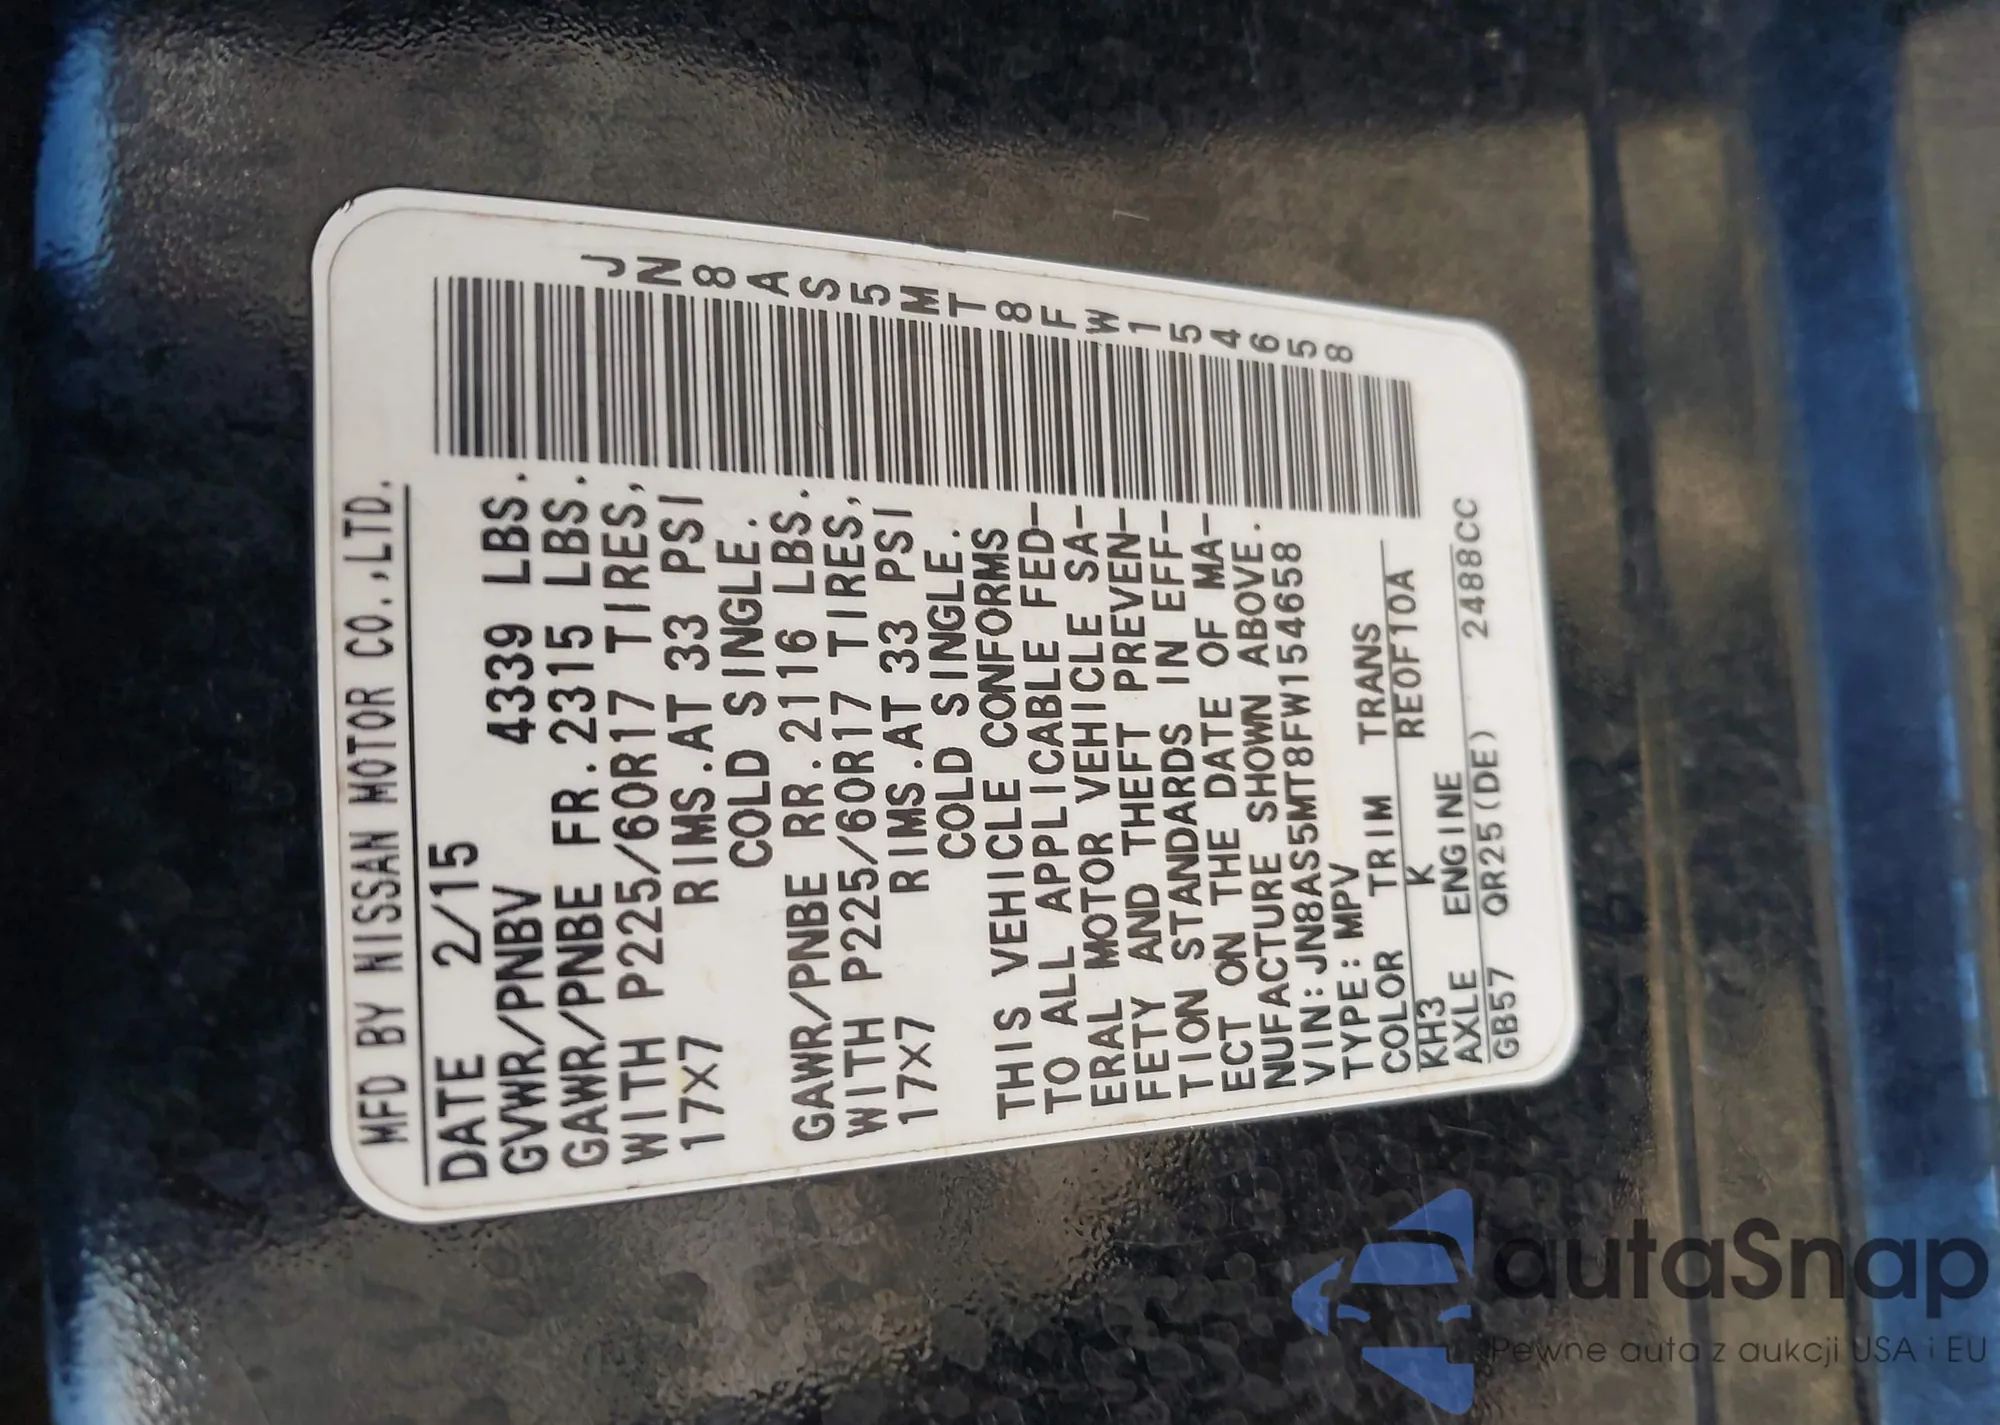 MFD BY NISSAN MOTOR CO.,LTD.
DATE 2/15
GVWR/PNBV 4339 LBS.
GAWR/PNBE FR.2315 LBS.
WITH P225/60R17 TIRES,
17×7 RIMS.AT 33 PSI
COLD SINGLE.
GAWR/PNBE RR.2116 LBS.
WITH P225/60R17 TIRES,
17×7 RIMS.AT 33 PSI
COLD SINGLE.
THIS VEHICLE CONFORMS
TO ALL APPLICABLE FED-
ERAL MOTOR VEHICLE SA-
FETY AND THEFT PREVEN-
TION STANDARDS IN EFF-
ECT ON THE DATE OF MA-
NUFACTURE SHOWN ABOVE.
VIN:JN8AS5MT8FW154658
TYPE:MPV
COLOR TRIM TRANS
KH3 K RE0F10A
AXLE ENGINE
GB57 QR25(DE) 2488CC
JN8AS5MT8FW154658
autaSnap
Pewne auta z aukcji USA i EU